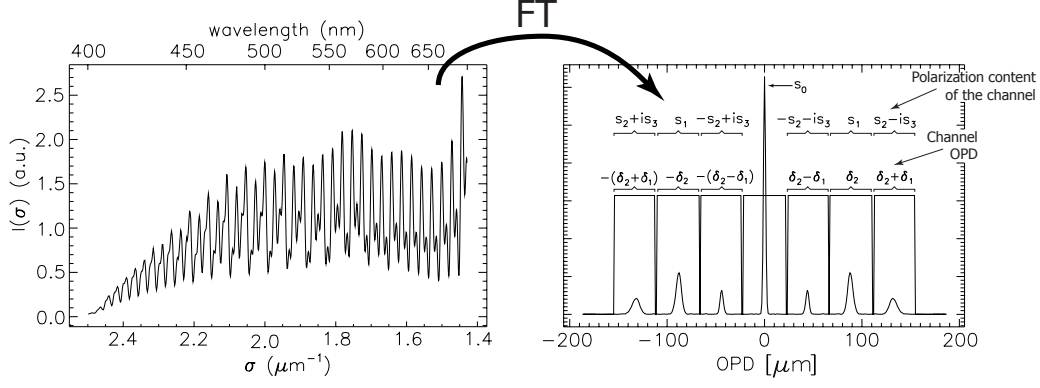 FT
wavelength (nm)
400 450 500 550 600 650
I(σ) (a.u.)
2.5
2.0
1.5
1.0
0.5
0.0
2.4 2.2 2.0 1.8 1.6 1.4
σ (μm⁻¹)
Polarization content
of the channel
s₀
s₂+is₃ s₁ −s₂+is₃ −s₂−is₃ s₁ s₂−is₃
Channel
OPD
−(δ₂+δ₁) −δ₂ −(δ₂−δ₁) δ₂−δ₁ δ₂ δ₂+δ₁
−200 −100 0 100 200
OPD [μm]